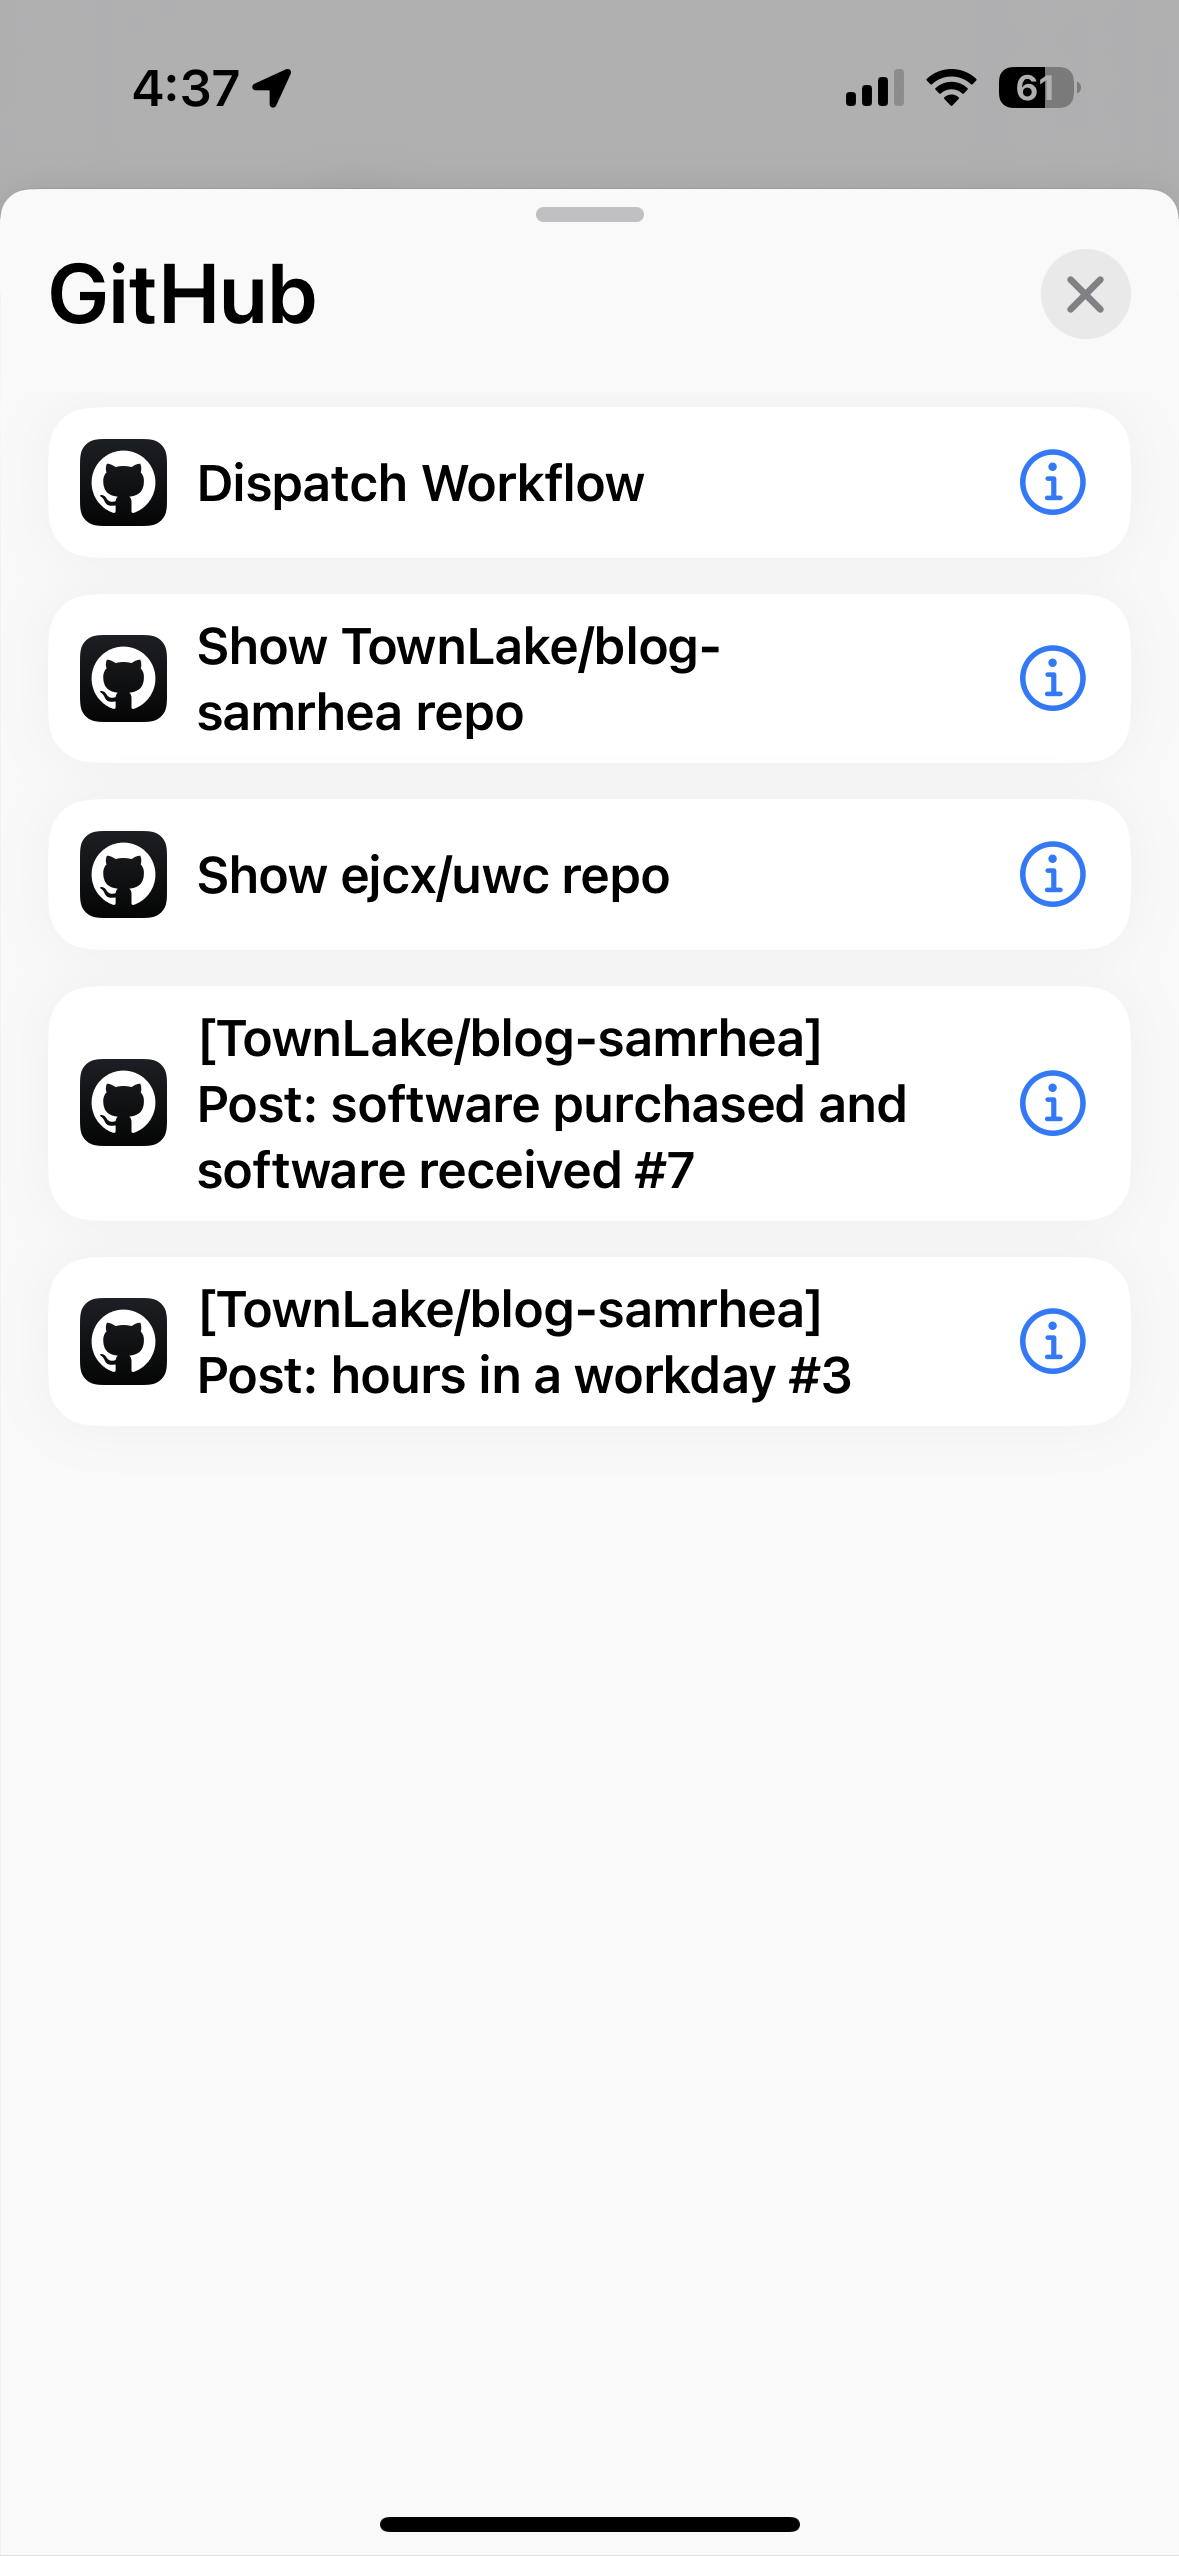 4:37
61
GitHub
Dispatch Workflow
Show TownLake/blog-
samrhea repo
Show ejcx/uwc repo
[TownLake/blog-samrhea]
Post: software purchased and
software received #7
[TownLake/blog-samrhea]
Post: hours in a workday #3